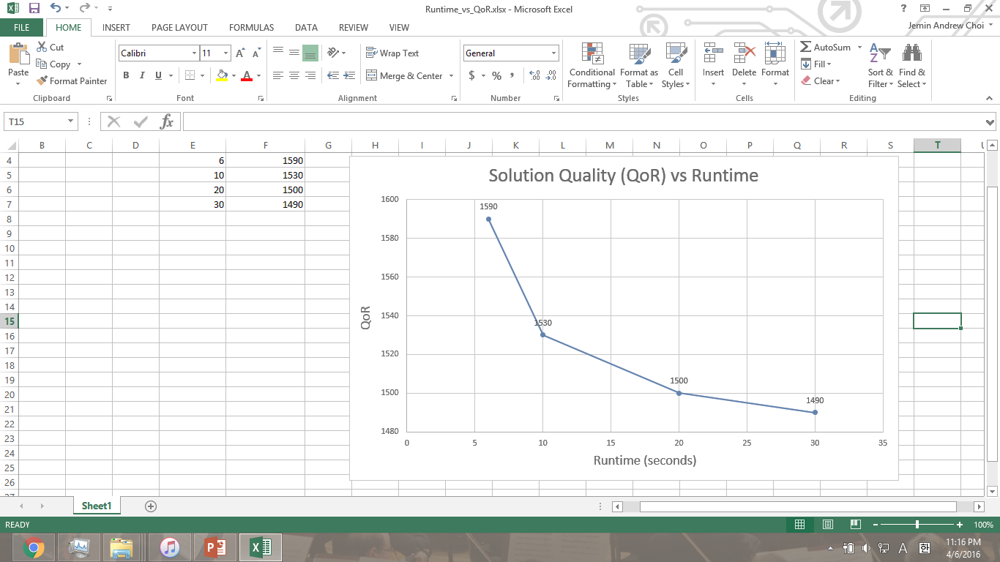 Runtime_vs_QoR.xlsx - Microsoft Excel
FILE HOME INSERT PAGE LAYOUT FORMULAS DATA REVIEW VIEW
Jemin Andrew Choi
Paste
Cut
Copy
Format Painter
Clipboard
Calibri 11
B I U
Font
Wrap Text
Merge & Center
Alignment
General
$ % ,
Number
Conditional Formatting
Format as Table
Cell Styles
Styles
Insert Delete Format
Cells
AutoSum
Fill
Clear
Sort & Filter
Find & Select
Editing
T15
fx
B C D E F G H I J K L M N O P Q R S T U
4 6 1590
5 10 1530
6 20 1500
7 30 1490
8
9
10
11
12
13
14
15
16
17
18
19
20
21
22
23
24
25
26
27
Solution Quality (QoR) vs Runtime
1600
1580
1560
1540
1520
1500
1480
QoR
1590
1530
1500
1490
0 5 10 15 20 25 30 35
Runtime (seconds)
Sheet1
READY
100%
A 한
11:16 PM
4/6/2016